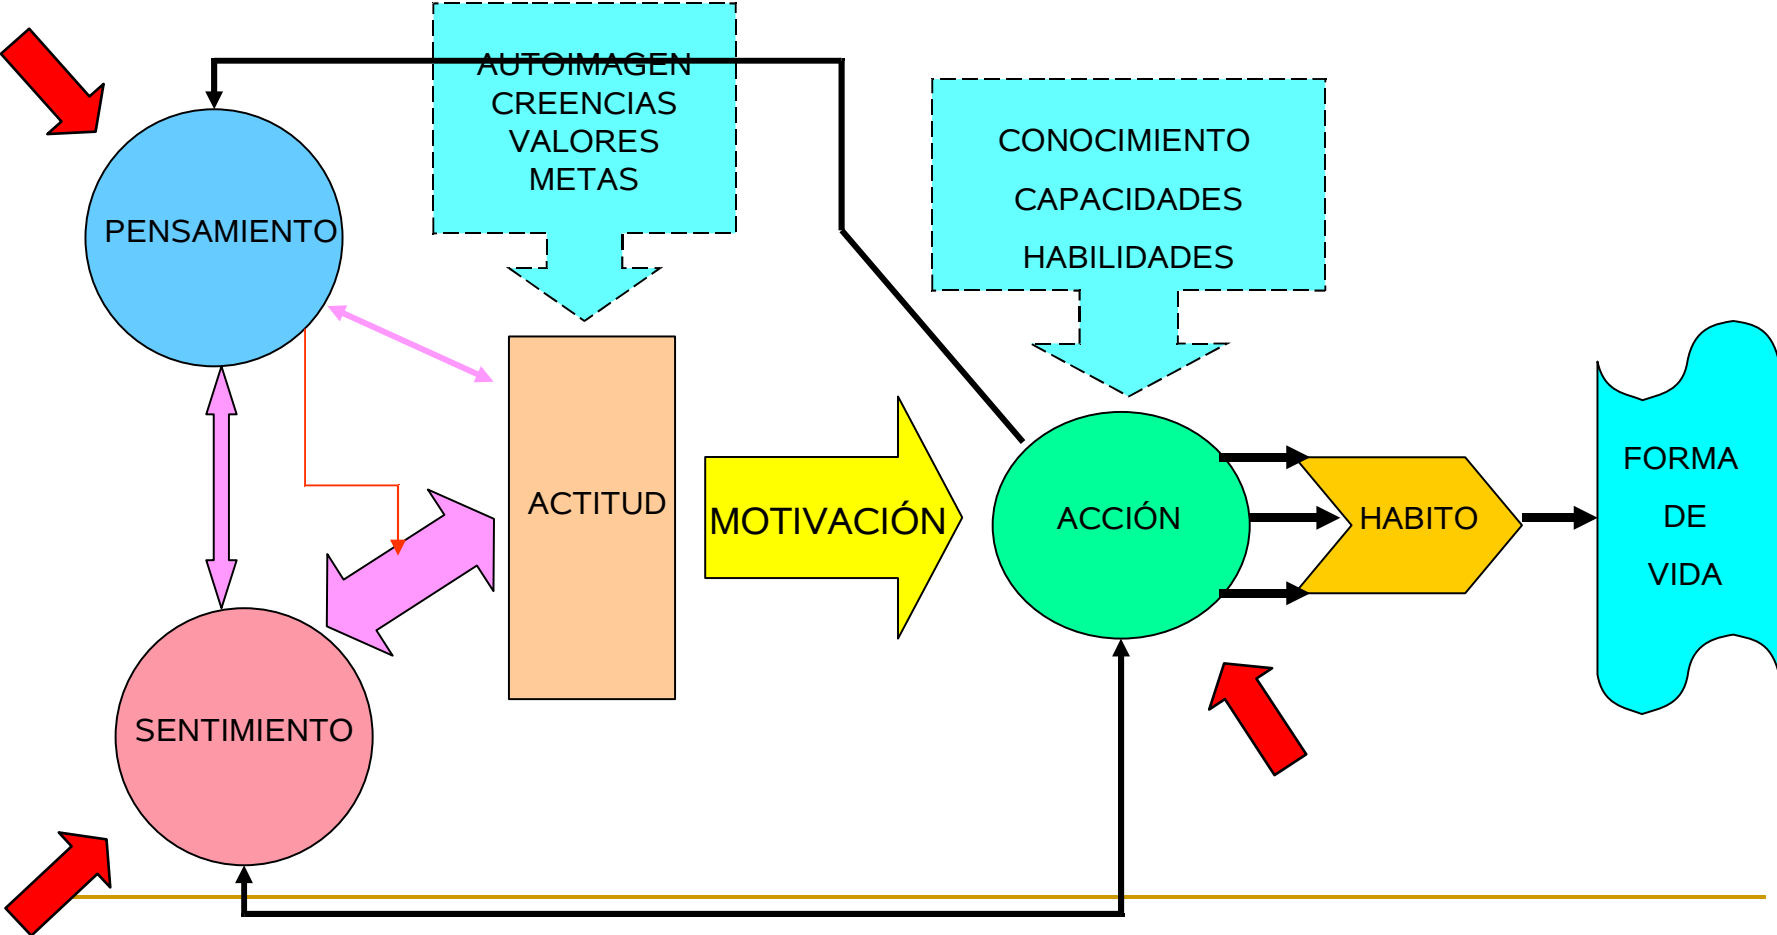 AUTOIMAGEN
CREENCIAS
VALORES
METAS
CONOCIMIENTO
CAPACIDADES
HABILIDADES
PENSAMIENTO
ACTITUD
MOTIVACIÓN
ACCIÓN
HABITO
FORMA
DE
VIDA
SENTIMIENTO